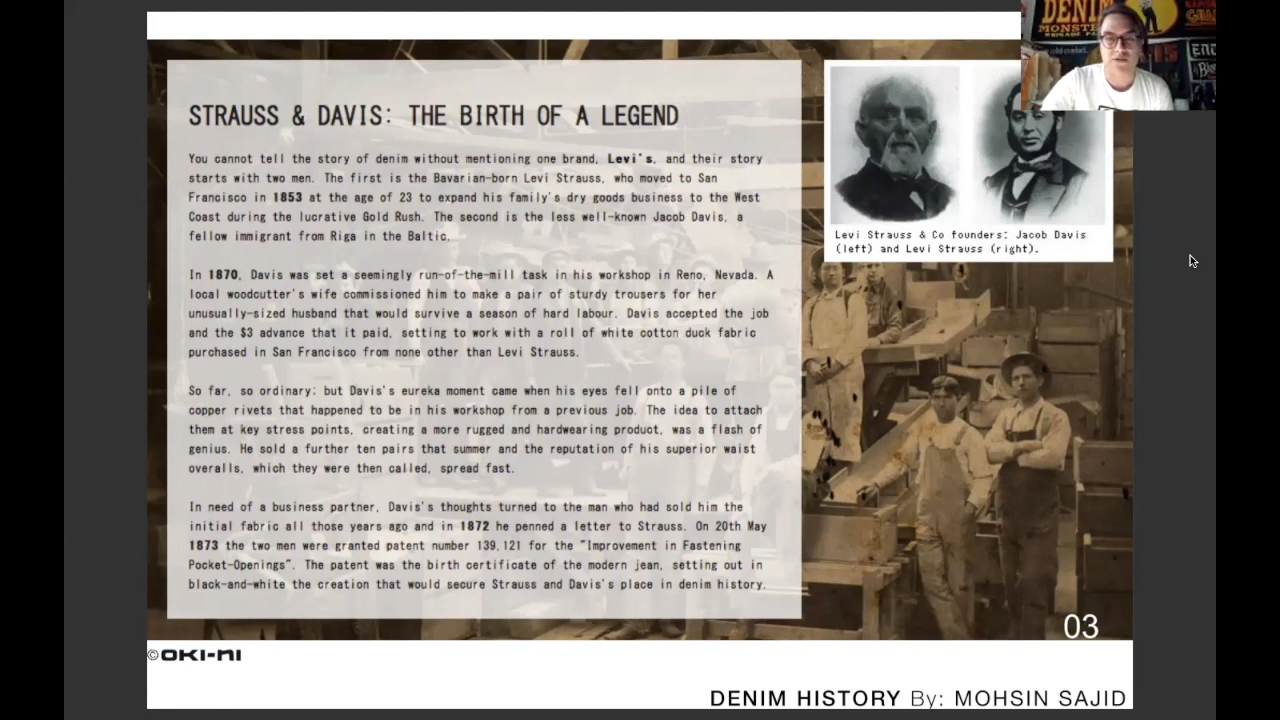 STRAUSS & DAVIS: THE BIRTH OF A LEGEND
You cannot tell the story of denim without mentioning one brand, Levi's, and their story
starts with two men. The first is the Bavarian-born Levi Strauss, who moved to San
Francisco in 1853 at the age of 23 to expand his family's dry goods business to the West
Coast during the lucrative Gold Rush. The second is the less well-known Jacob Davis, a
fellow immigrant from Riga in the Baltic.
In 1870, Davis was set a seemingly run-of-the-mill task in his workshop in Reno, Nevada. A
local woodcutter's wife commissioned him to make a pair of sturdy trousers for her
unusually-sized husband that would survive a season of hard labour. Davis accepted the job
and the $3 advance that it paid, setting to work with a roll of white cotton duck fabric
purchased in San Francisco from none other than Levi Strauss.
So far, so ordinary; but Davis's eureka moment came when his eyes fell onto a pile of
copper rivets that happened to be in his workshop from a previous job. The idea to attach
them at key stress points, creating a more rugged and hardwearing product, was a flash of
genius. He sold a further ten pairs that summer and the reputation of his superior waist
overalls, which they were then called, spread fast.
In need of a business partner, Davis's thoughts turned to the man who had sold him the
initial fabric all those years ago and in 1872 he penned a letter to Strauss. On 20th May
1873 the two men were granted patent number 139,121 for the "Improvement in Fastening
Pocket-Openings". The patent was the birth certificate of the modern jean, setting out in
black-and-white the creation that would secure Strauss and Davis's place in denim history.
DENIM
MONST
Levi Strauss & Co founders: Jacob Davis
(left) and Levi Strauss (right).
03
©OKI-NI
DENIM HISTORY By: MOHSIN SAJID